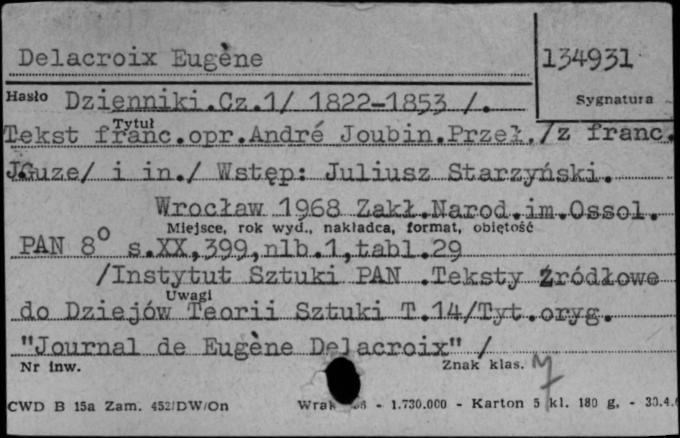 Delacroix Eugène
134931
Hasło
Sygnatura
Dzienniki.Cz.1/ 1822-1853 /.
Tytuł
Tekst franc.opr.André Joubin.Przeł./z franc.
J.Guze/ i in./ Wstęp: Juliusz Starzyński.
Wrocław 1968 Zakł.Narod.im.Ossol.
Miejsce, rok wyd., nakładca, format, objętość
PAN 8° s.XX,399,nlb.1,tabl.29
/Instytut Sztuki PAN .Teksty Źródłowe
Uwagi
do Dziejów Teorii Sztuki T.14/Tyt.oryg.
"Journal de Eugène Delacroix" /
Nr inw.
Znak klas.
CWD B 15a Zam. 452/DW/On - 1.730.000 - Karton 5 kl. 180 g. - 30.4.